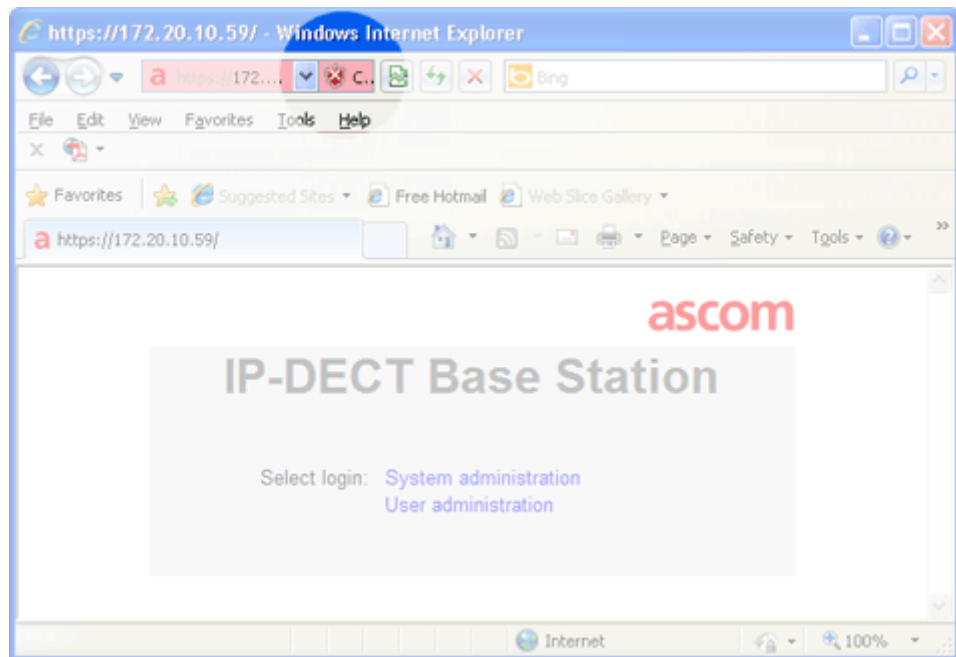 https://172.20.10.59/ - Windows Internet Explorer
a https://172.... C..
Bing
File Edit View Favorites Tools Help
Favorites Suggested Sites Free Hotmail Web Slice Gallery
a https://172.20.10.59/ Page Safety Tools
ascom
IP-DECT Base Station
Select login: System administration
User administration
Internet 100%